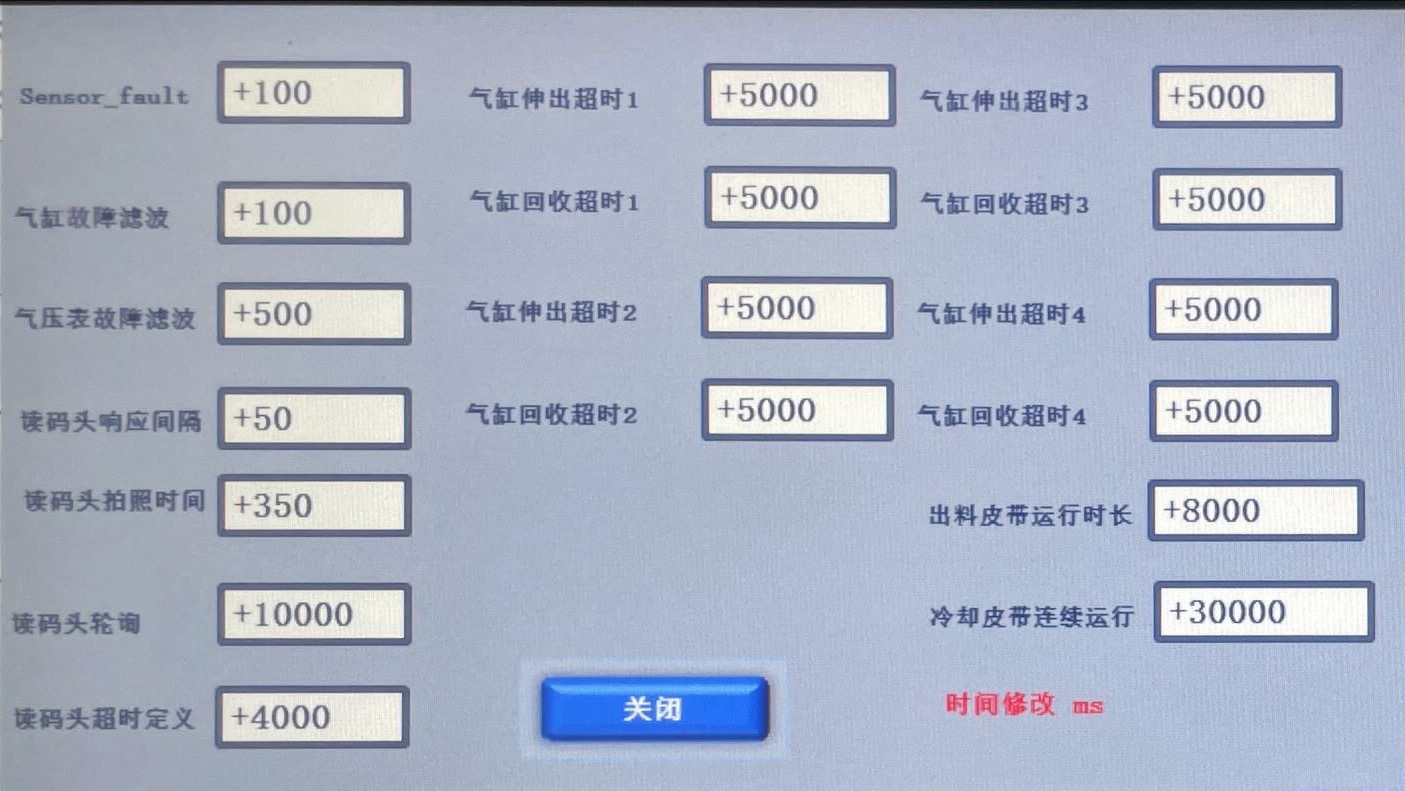 Sensor_fault +100 气缸伸出超时1 +5000 气缸伸出超时3 +5000
气缸故障滤波 +100 气缸回收超时1 +5000 气缸回收超时3 +5000
气压表故障滤波 +500 气缸伸出超时2 +5000 气缸伸出超时4 +5000
读码头响应间隔 +50 气缸回收超时2 +5000 气缸回收超时4 +5000
读码头拍照时间 +350 出料皮带运行时长 +8000
读码头轮询 +10000 冷却皮带连续运行 +30000
读码头超时定义 +4000 关闭 时间修改 ms